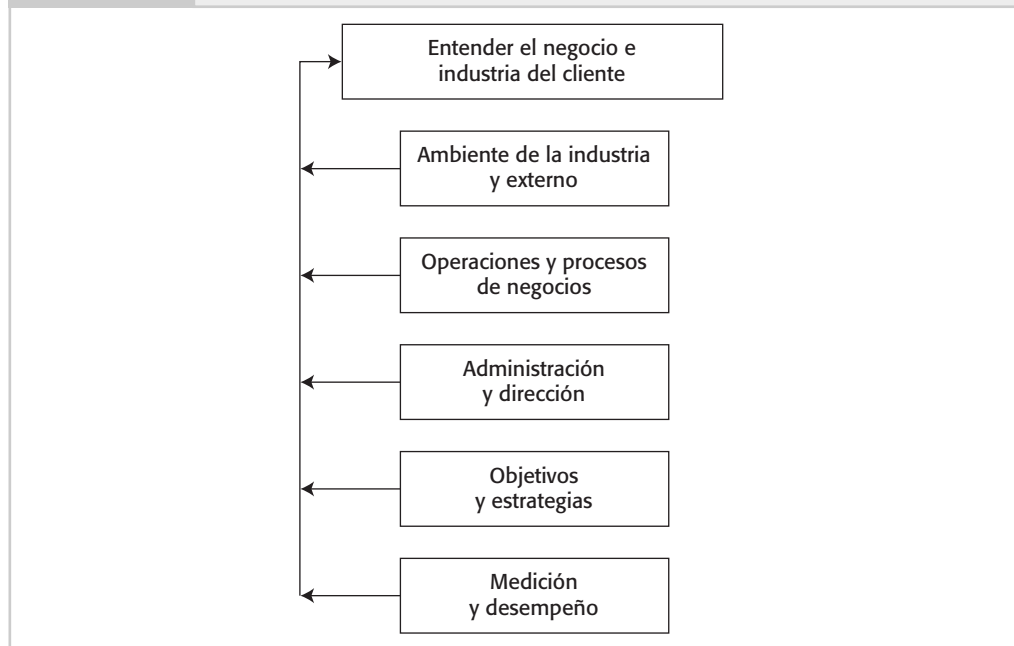 Entender el negocio e
industria del cliente
Ambiente de la industria
y externo
Operaciones y procesos
de negocios
Administración
y dirección
Objetivos
y estrategias
Medición
y desempeño